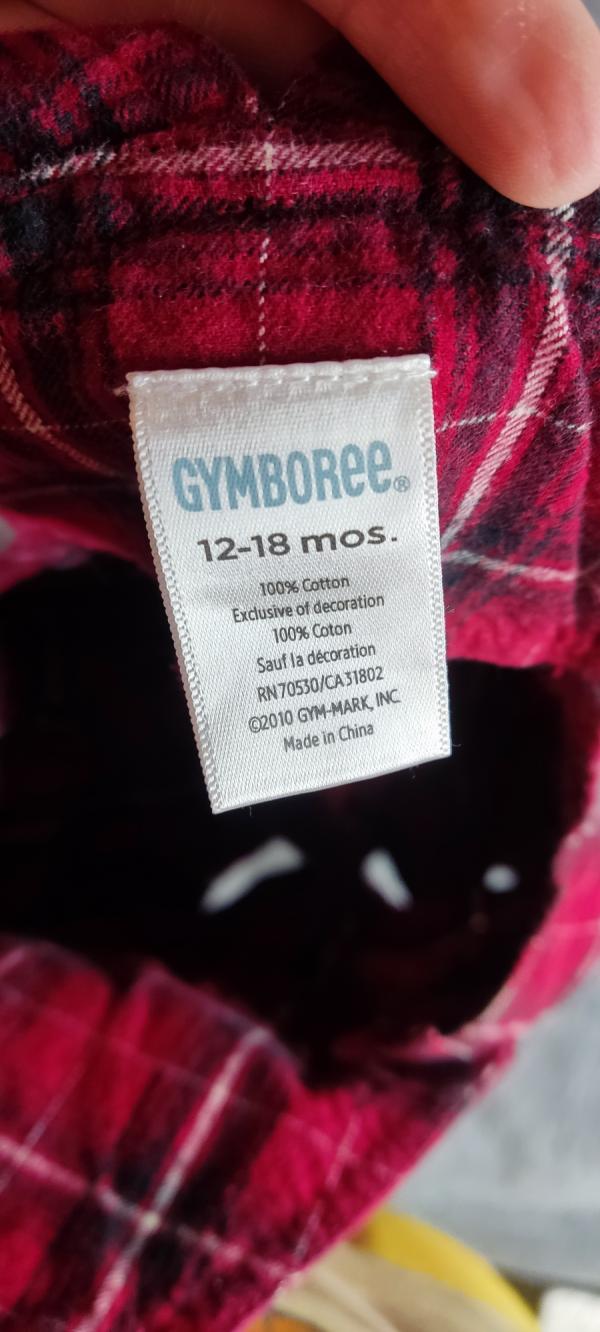 GYMBOREE®
12-18 mos.
100% Cotton
Exclusive of decoration
100% Coton
Sauf la décoration
RN70530/CA31802
©2010 GYM-MARK, INC
Made in China